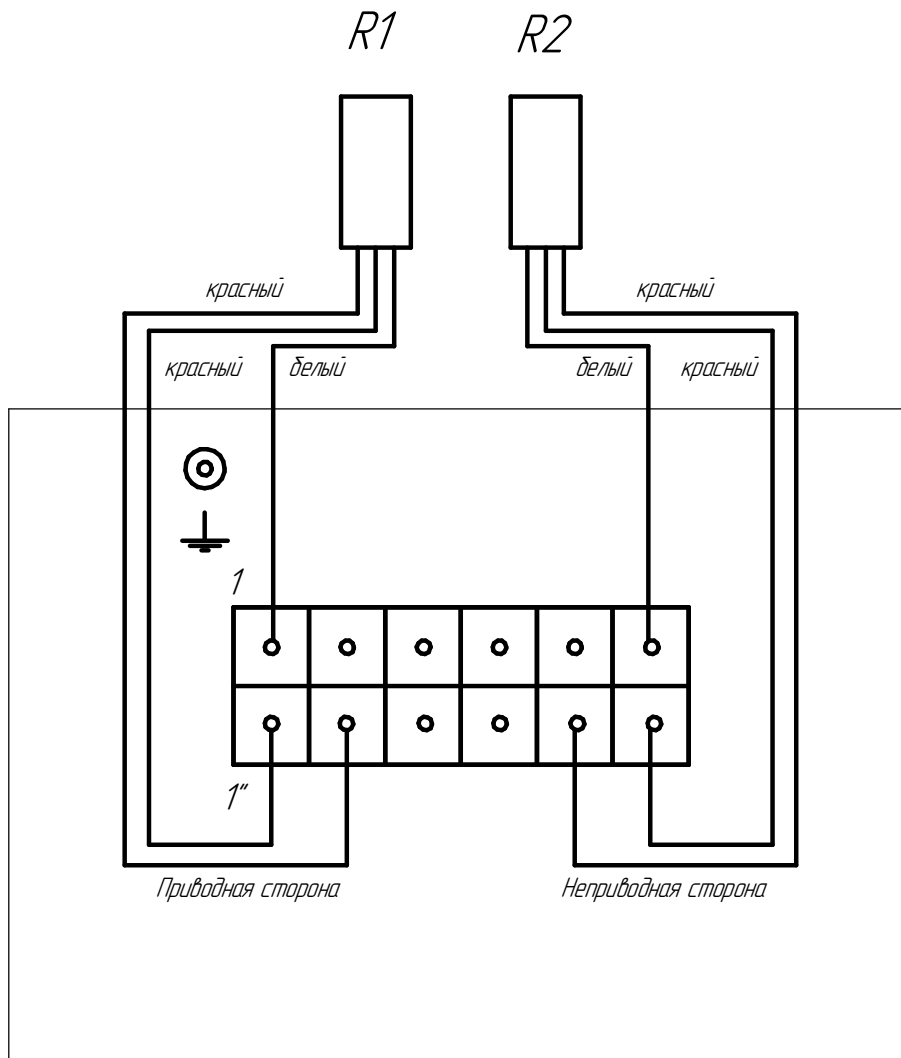 R1 R2
красный красный
красный белый белый красный
1
1"
Приводная сторона Неприводная сторона